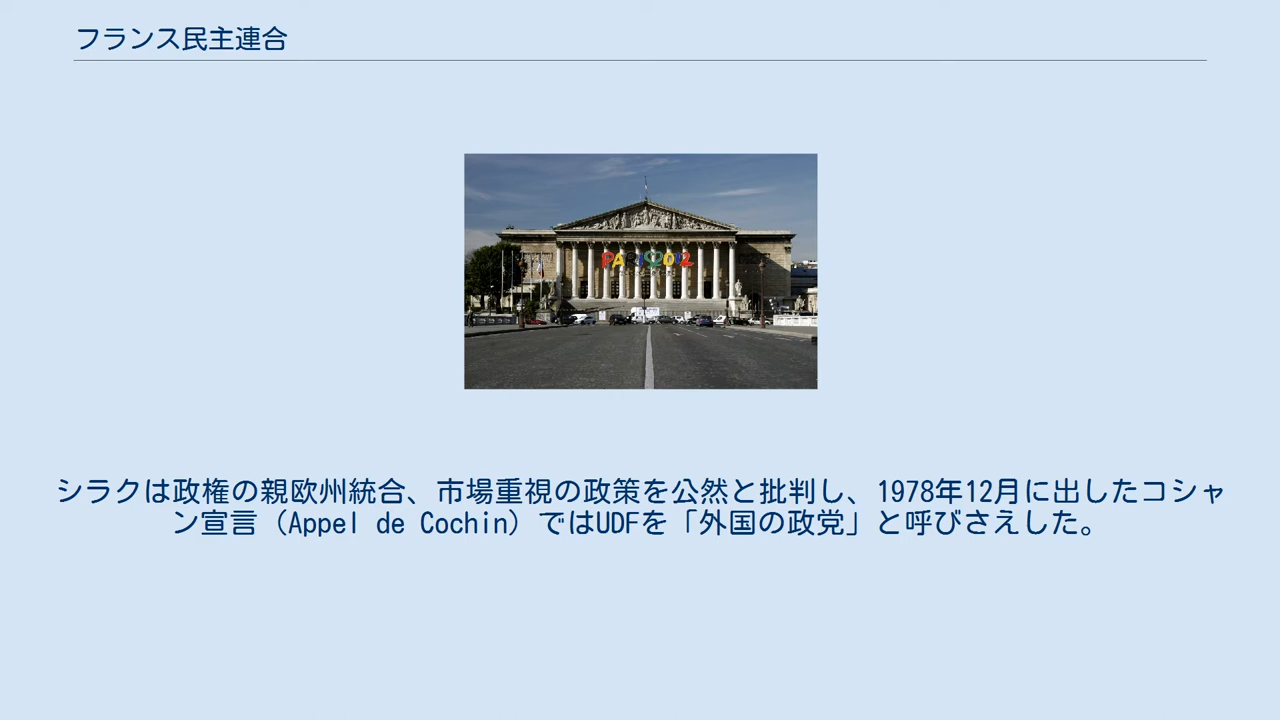 フランス民主連合
PARIS2012
シラクは政権の親欧州統合、市場重視の政策を公然と批判し、1978年12月に出したコシャ
ン宣言（Appel de Cochin）ではUDFを「外国の政党」と呼びさえした。